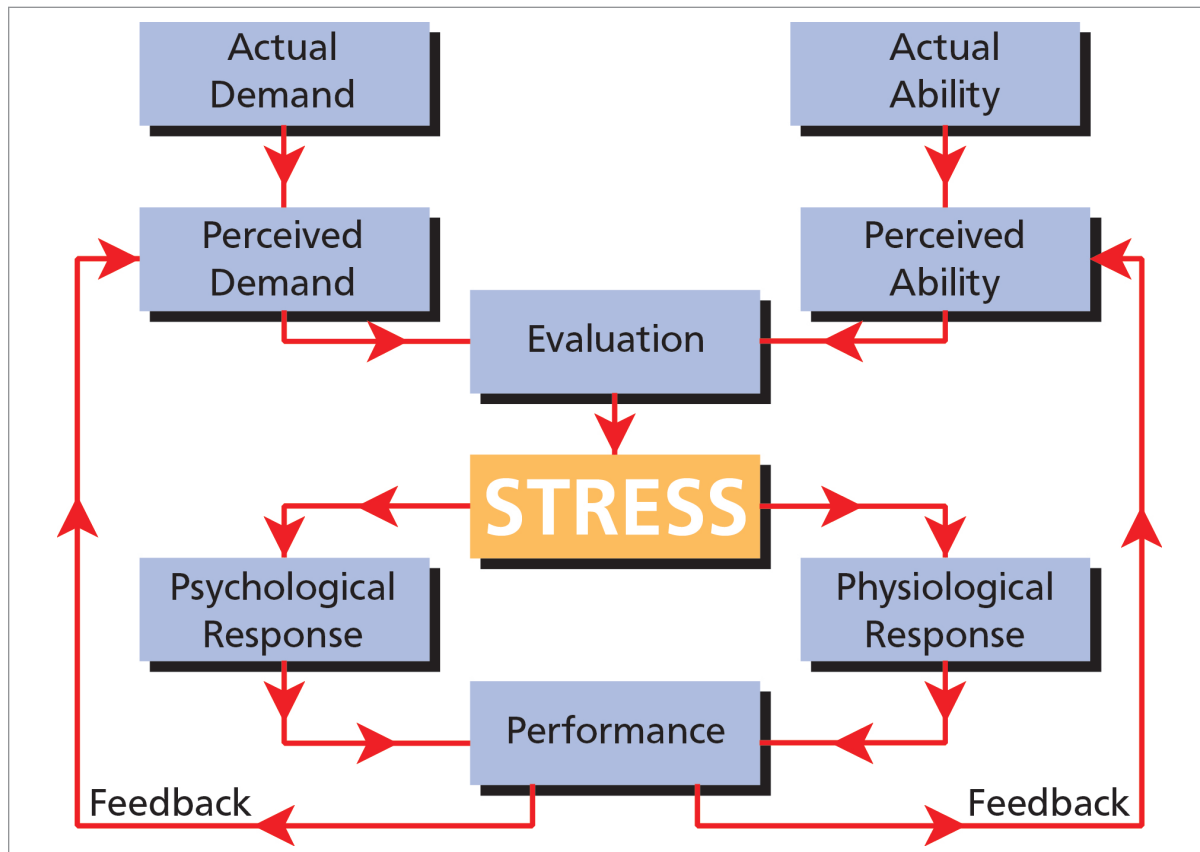 Actual
Demand
Actual
Ability
Perceived
Demand
Perceived
Ability
Evaluation
STRESS
Psychological
Response
Physiological
Response
Performance
Feedback
Feedback